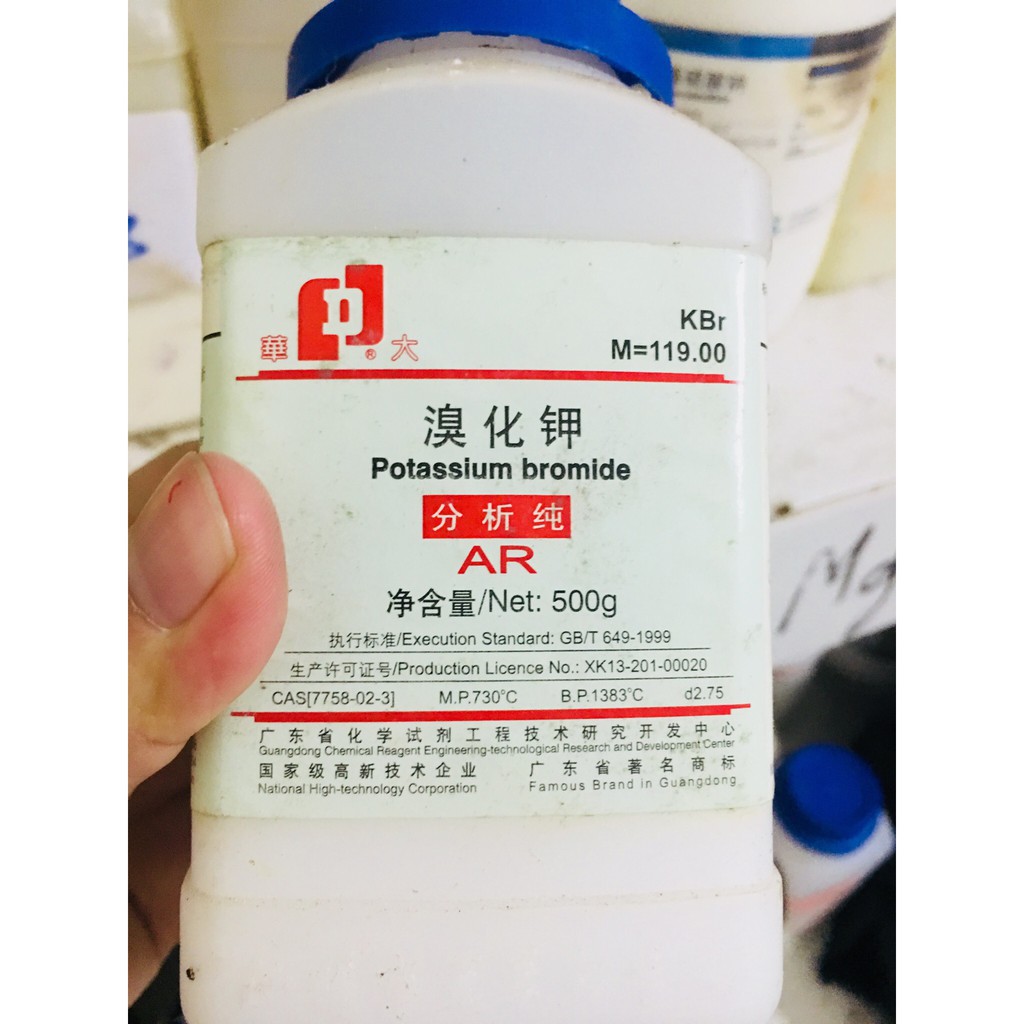 華 D ® 大
KBr
M=119.00
溴化钾
Potassium bromide
分析纯
AR
净含量/Net: 500g
执行标准/Execution Standard: GB/T 649-1999
生产许可证号/Production Licence No.: XK13-201-00020
CAS[7758-02-3] M.P.730°C B.P.1383°C d2.75
广东省化学试剂工程技术研究开发中心
Guangdong Chemical Reagent Engineering-technological Research and Development Center
国家级高新技术企业 广东省著名商标
National High-technology Corporation Famous Brand in Guangdong
Mg